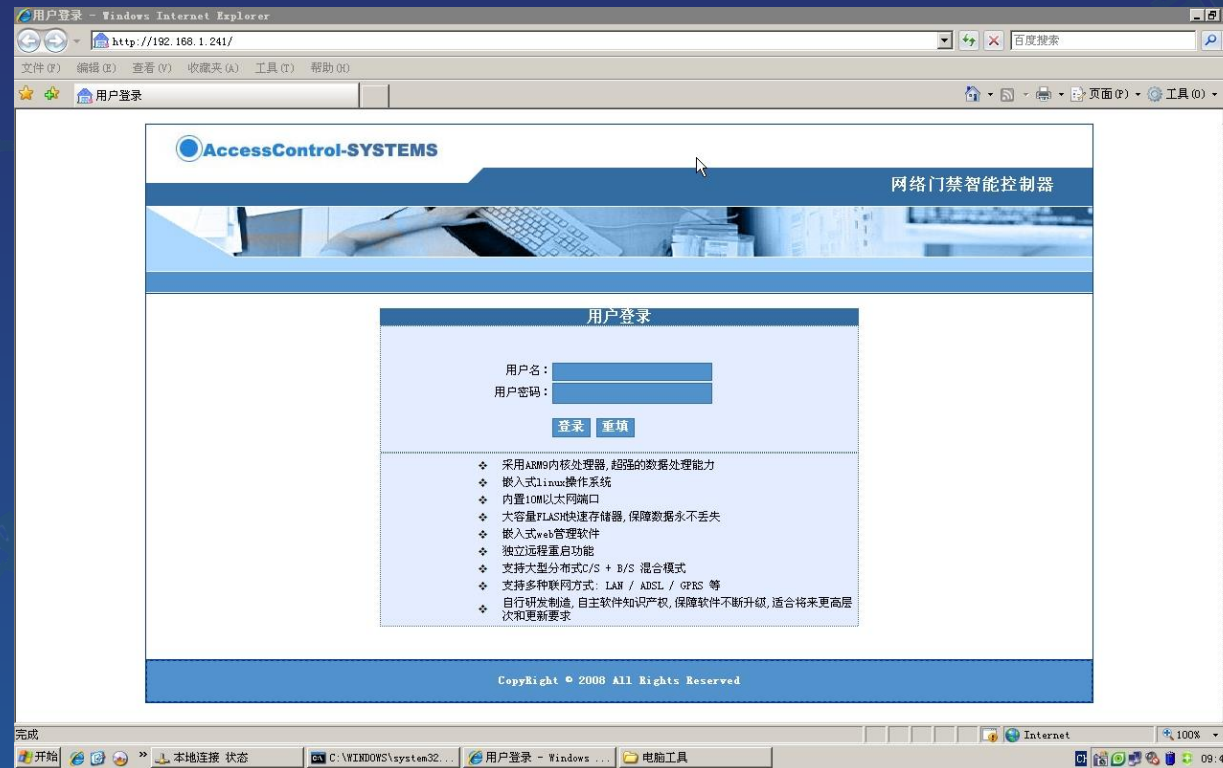 用户登录 - Windows Internet Explorer
http://192.168.1.241/
百度搜索
文件(F) 编辑(E) 查看(V) 收藏夹(A) 工具(T) 帮助(H)
用户登录
页面(P) 工具(O)
AccessControl-SYSTEMS
网络门禁智能控制器
用户登录
用户名：
用户密码：
登录 重填
采用ARM9内核处理器,超强的数据处理能力
嵌入式linux操作系统
内置10M以太网端口
大容量FLASH快速存储器,保障数据永不丢失
嵌入式web管理软件
独立远程重启功能
支持大型分布式C/S + B/S 混合模式
支持多种联网方式: LAN / ADSL / GPRS 等
自行研发制造,自主软件知识产权,保障软件不断升级,适合将来更高层
次和更新要求
CopyRight © 2008 All Rights Reserved
完成
Internet
100%
开始
本地连接 状态
C:\WINDOWS\system32...
用户登录 - Windows ...
电脑工具
CH